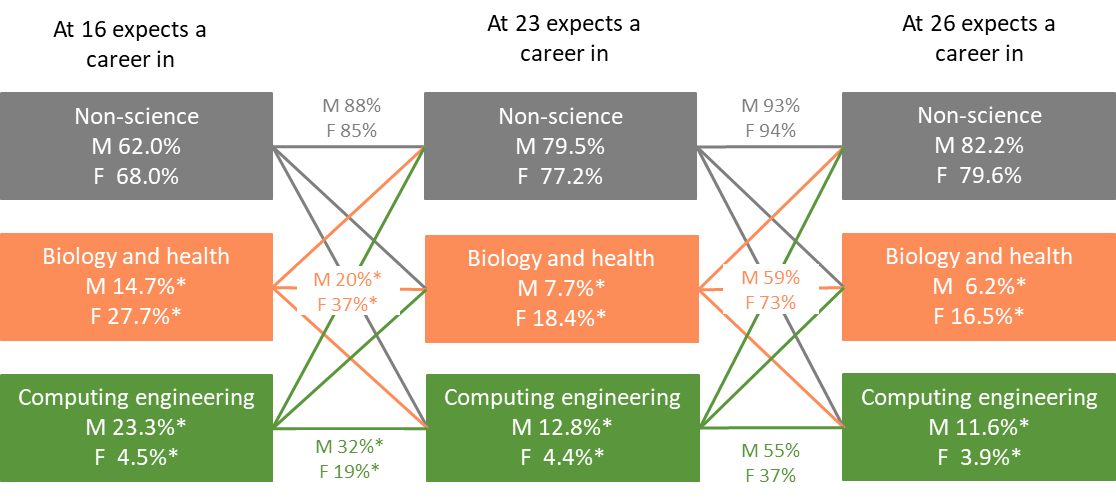 At 16 expects a
career in
At 23 expects a
career in
At 26 expects a
career in
Non-science
M 62.0%
F 68.0%
M 88%
F 85%
Non-science
M 79.5%
F 77.2%
M 93%
F 94%
Non-science
M 82.2%
F 79.6%
Biology and health
M 14.7%*
F 27.7%*
M 20%*
F 37%*
Biology and health
M 7.7%*
F 18.4%*
M 59%
F 73%
Biology and health
M 6.2%*
F 16.5%*
Computing engineering
M 23.3%*
F 4.5%*
M 32%*
F 19%*
Computing engineering
M 12.8%*
F 4.4%*
M 55%
F 37%
Computing engineering
M 11.6%*
F 3.9%*